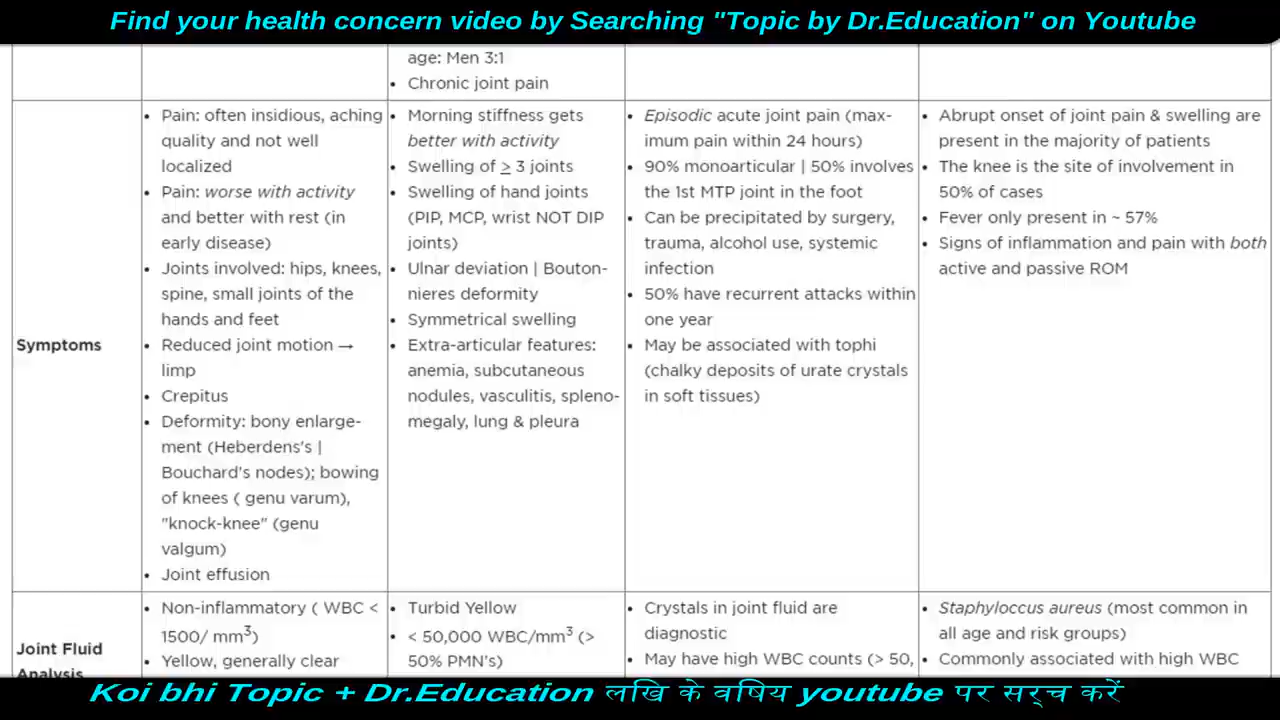 Find your health concern video by Searching "Topic by Dr.Education" on Youtube
age: Men 3:1
• Chronic joint pain
Symptoms
• Pain: often insidious, aching
quality and not well
localized
• Pain: worse with activity
and better with rest (in
early disease)
• Joints involved: hips, knees,
spine, small joints of the
hands and feet
• Reduced joint motion →
limp
• Crepitus
• Deformity: bony enlarge-
ment (Heberdens's |
Bouchard's nodes); bowing
of knees ( genu varum),
"knock-knee" (genu
valgum)
• Joint effusion
• Morning stiffness gets
better with activity
• Swelling of ≥ 3 joints
• Swelling of hand joints
(PIP, MCP, wrist NOT DIP
joints)
• Ulnar deviation | Bouton-
nieres deformity
• Symmetrical swelling
• Extra-articular features:
anemia, subcutaneous
nodules, vasculitis, spleno-
megaly, lung & pleura
• Episodic acute joint pain (max-
imum pain within 24 hours)
• 90% monoarticular | 50% involves
the 1st MTP joint in the foot
• Can be precipitated by surgery,
trauma, alcohol use, systemic
infection
• 50% have recurrent attacks within
one year
• May be associated with tophi
(chalky deposits of urate crystals
in soft tissues)
• Abrupt onset of joint pain & swelling are
present in the majority of patients
• The knee is the site of involvement in
50% of cases
• Fever only present in ~ 57%
• Signs of inflammation and pain with both
active and passive ROM
Joint Fluid
Analysis
• Non-inflammatory ( WBC <
1500/ mm³)
• Yellow, generally clear
• Turbid Yellow
• < 50,000 WBC/mm³ (>
50% PMN's)
• Crystals in joint fluid are
diagnostic
• May have high WBC counts (> 50,
• Staphyloccus aureus (most common in
all age and risk groups)
• Commonly associated with high WBC
Koi bhi Topic + Dr.Education लखि के वषिय youtube पर सर्च करें